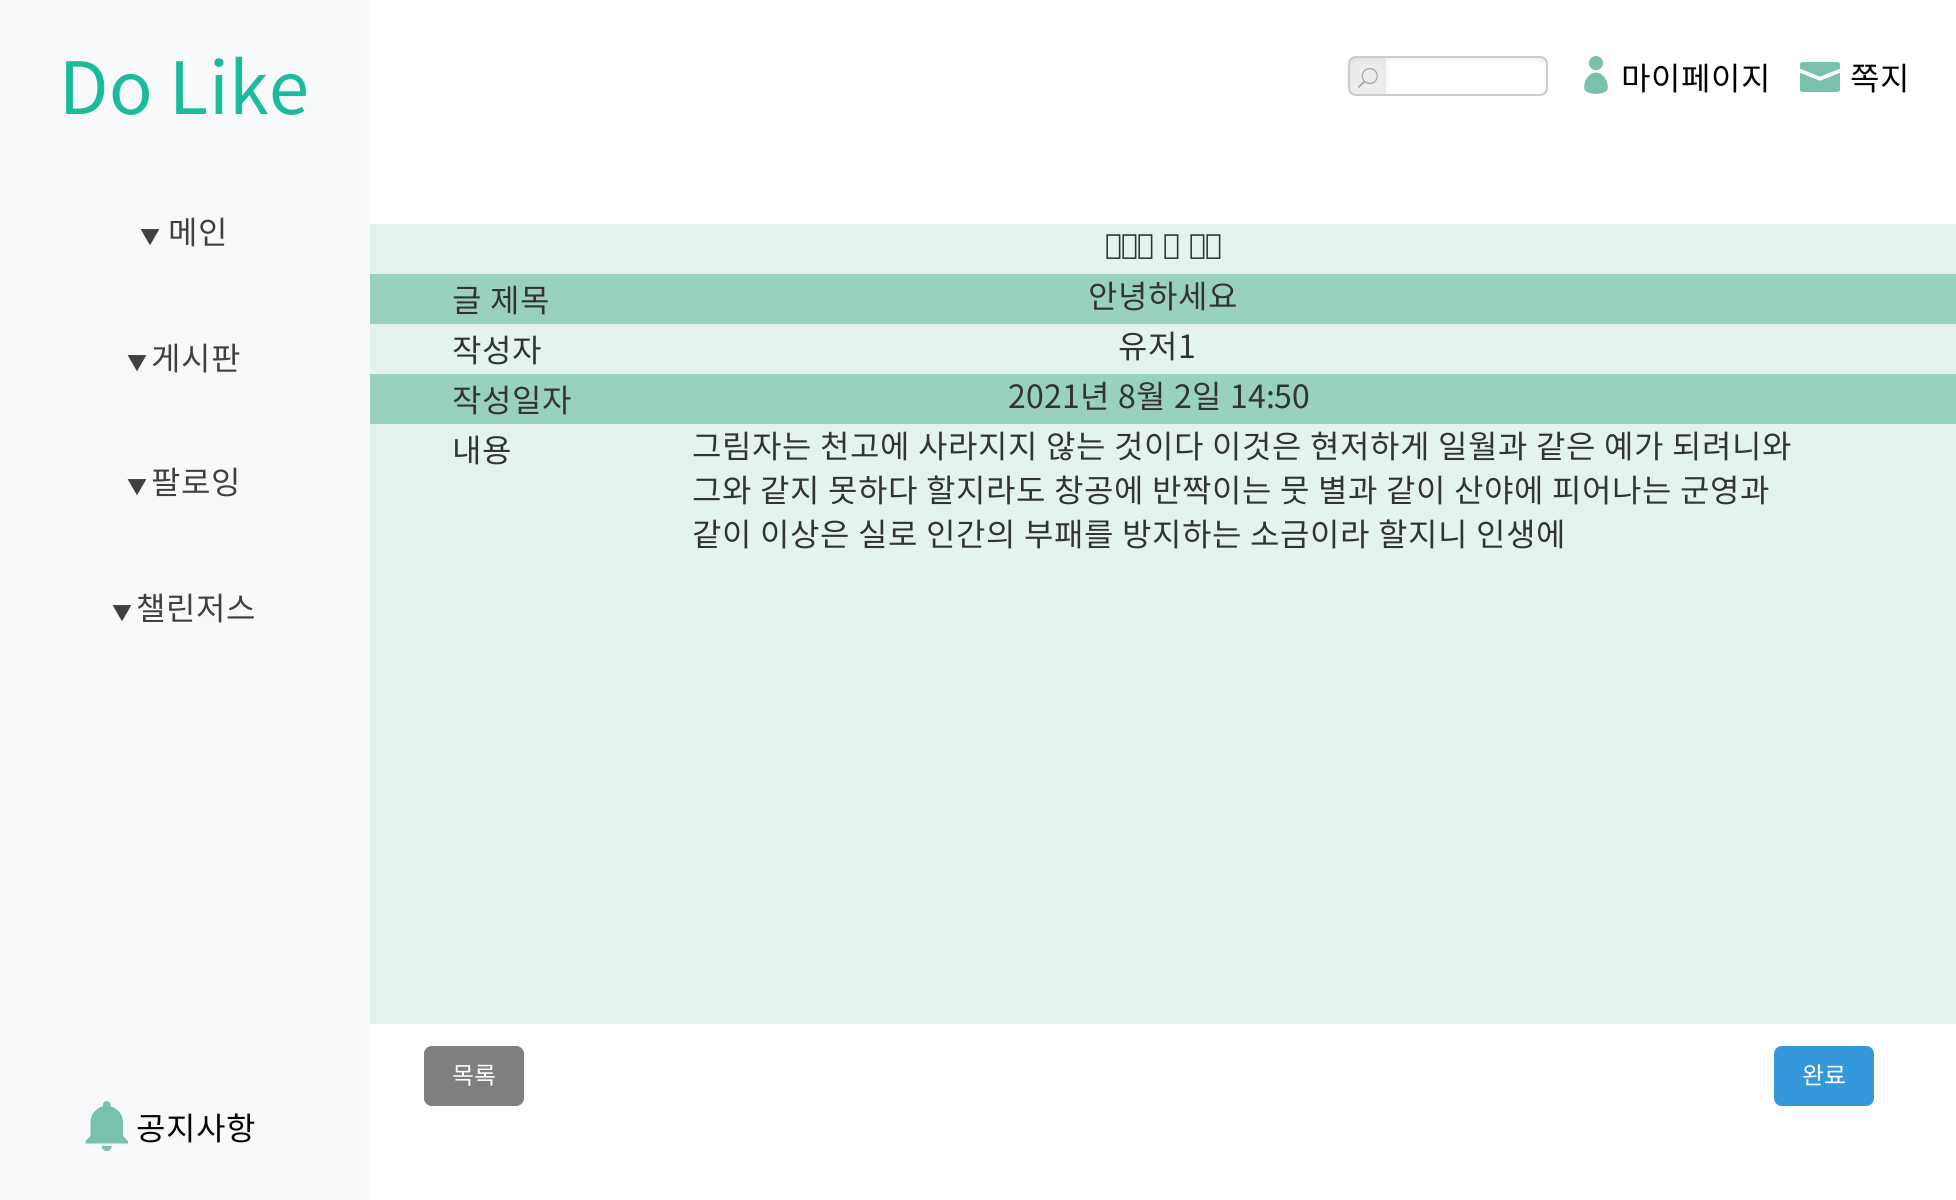 Do Like
마이페이지
쪽지
▼ 메인
▼게시판
▼팔로잉
▼챌린저스
글 제목
안녕하세요
작성자
유저1
작성일자
2021년 8월 2일 14:50
내용
그림자는 천고에 사라지지 않는 것이다 이것은 현저하게 일월과 같은 예가 되려니와
그와 같지 못하다 할지라도 창공에 반짝이는 뭇 별과 같이 산야에 피어나는 군영과
같이 이상은 실로 인간의 부패를 방지하는 소금이라 할지니 인생에
목록
완료
공지사항